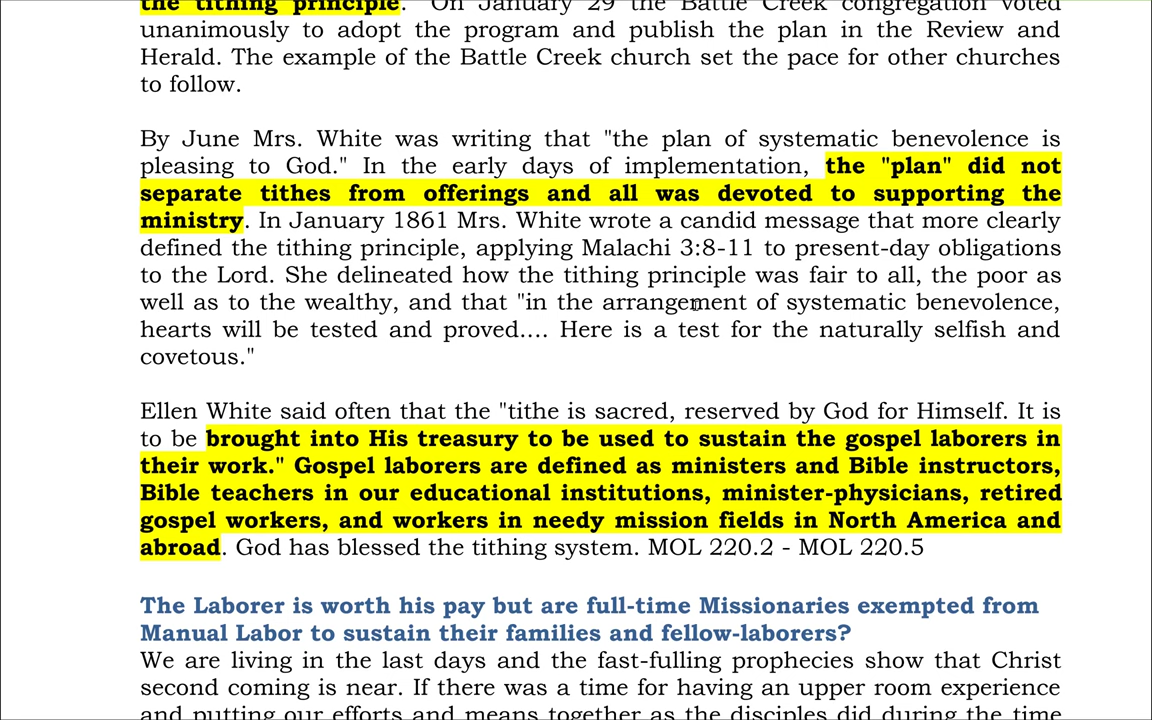 the tithing principle. "On January 29 the Battle Creek congregation voted
unanimously to adopt the program and publish the plan in the Review and
Herald. The example of the Battle Creek church set the pace for other churches
to follow.
By June Mrs. White was writing that "the plan of systematic benevolence is
pleasing to God." In the early days of implementation, the "plan" did not
separate tithes from offerings and all was devoted to supporting the
ministry. In January 1861 Mrs. White wrote a candid message that more clearly
defined the tithing principle, applying Malachi 3:8-11 to present-day obligations
to the Lord. She delineated how the tithing principle was fair to all, the poor as
well as to the wealthy, and that "in the arrangement of systematic benevolence,
hearts will be tested and proved.... Here is a test for the naturally selfish and
covetous."
Ellen White said often that the "tithe is sacred, reserved by God for Himself. It is
to be brought into His treasury to be used to sustain the gospel laborers in
their work." Gospel laborers are defined as ministers and Bible instructors,
Bible teachers in our educational institutions, minister-physicians, retired
gospel workers, and workers in needy mission fields in North America and
abroad. God has blessed the tithing system. MOL 220.2 - MOL 220.5
The Laborer is worth his pay but are full-time Missionaries exempted from
Manual Labor to sustain their families and fellow-laborers?
We are living in the last days and the fast-fulling prophecies show that Christ
second coming is near. If there was a time for having an upper room experience
and putting our efforts and means together as the disciples did during the time